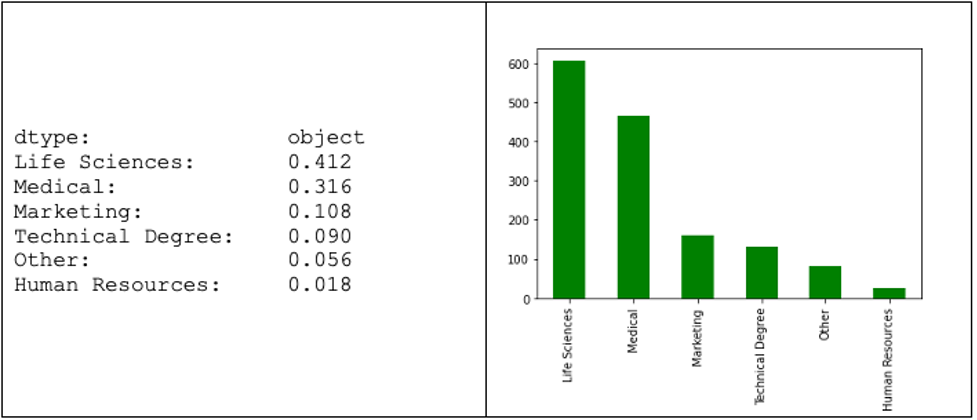 dtype: object
Life Sciences: 0.412
Medical: 0.316
Marketing: 0.108
Technical Degree: 0.090
Other: 0.056
Human Resources: 0.018
600
500
400
300
200
100
0
Life Sciences
Medical
Marketing
Technical Degree
Other
Human Resources